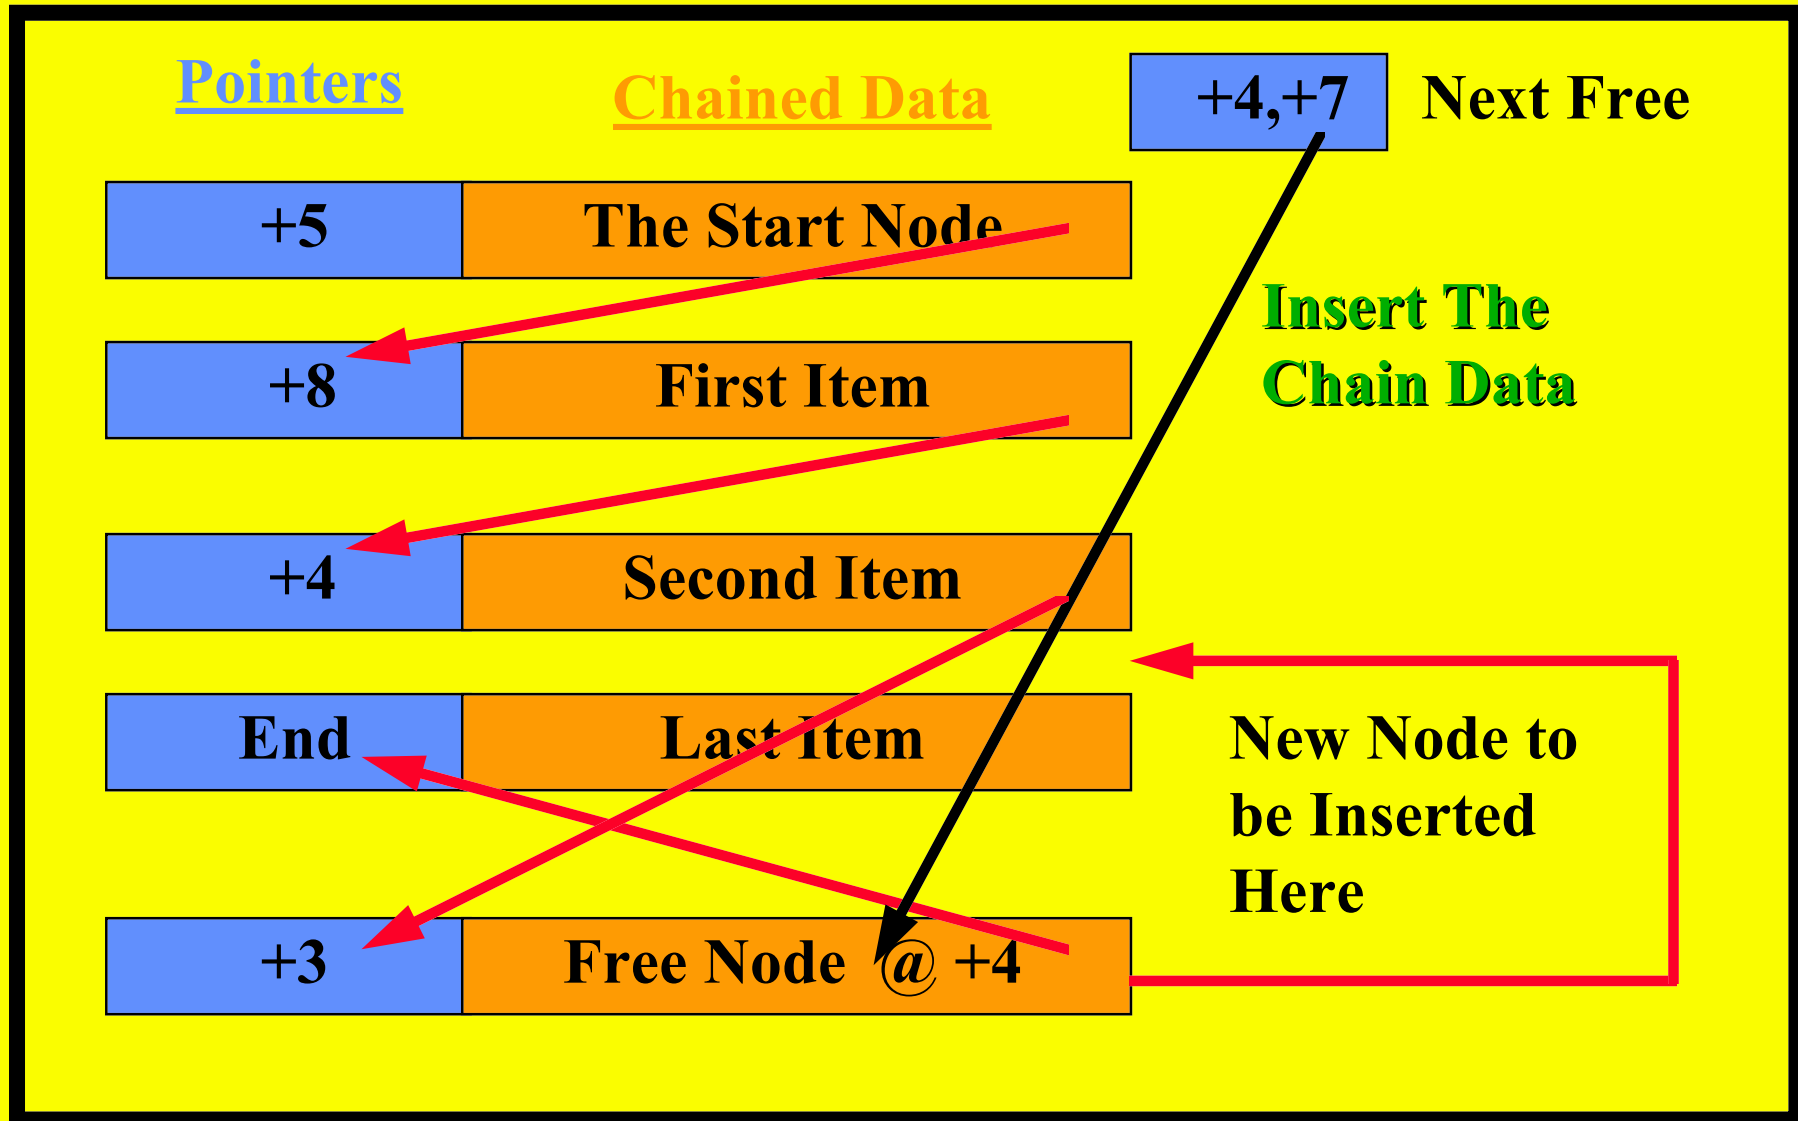 Pointers
Chained Data
+4,+7
Next Free
+5
The Start Node
Insert The
Chain Data
+8
First Item
+4
Second Item
End
Last Item
New Node to
be Inserted
Here
+3
Free Node @ +4